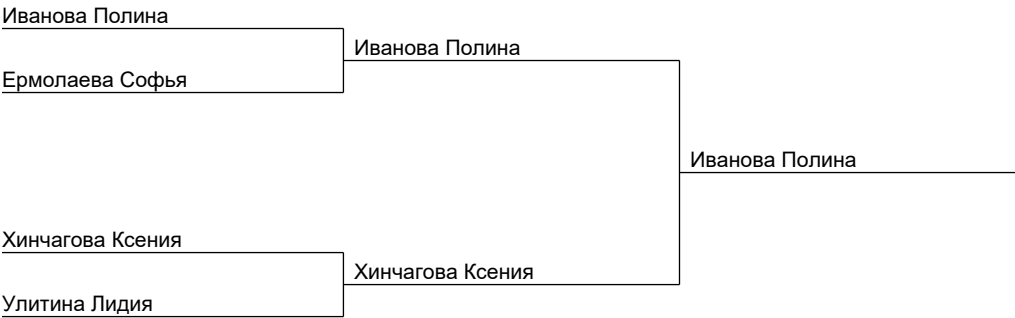 Иванова Полина
Иванова Полина
Ермолаева Софья
Иванова Полина
Хинчагова Ксения
Хинчагова Ксения
Улитина Лидия